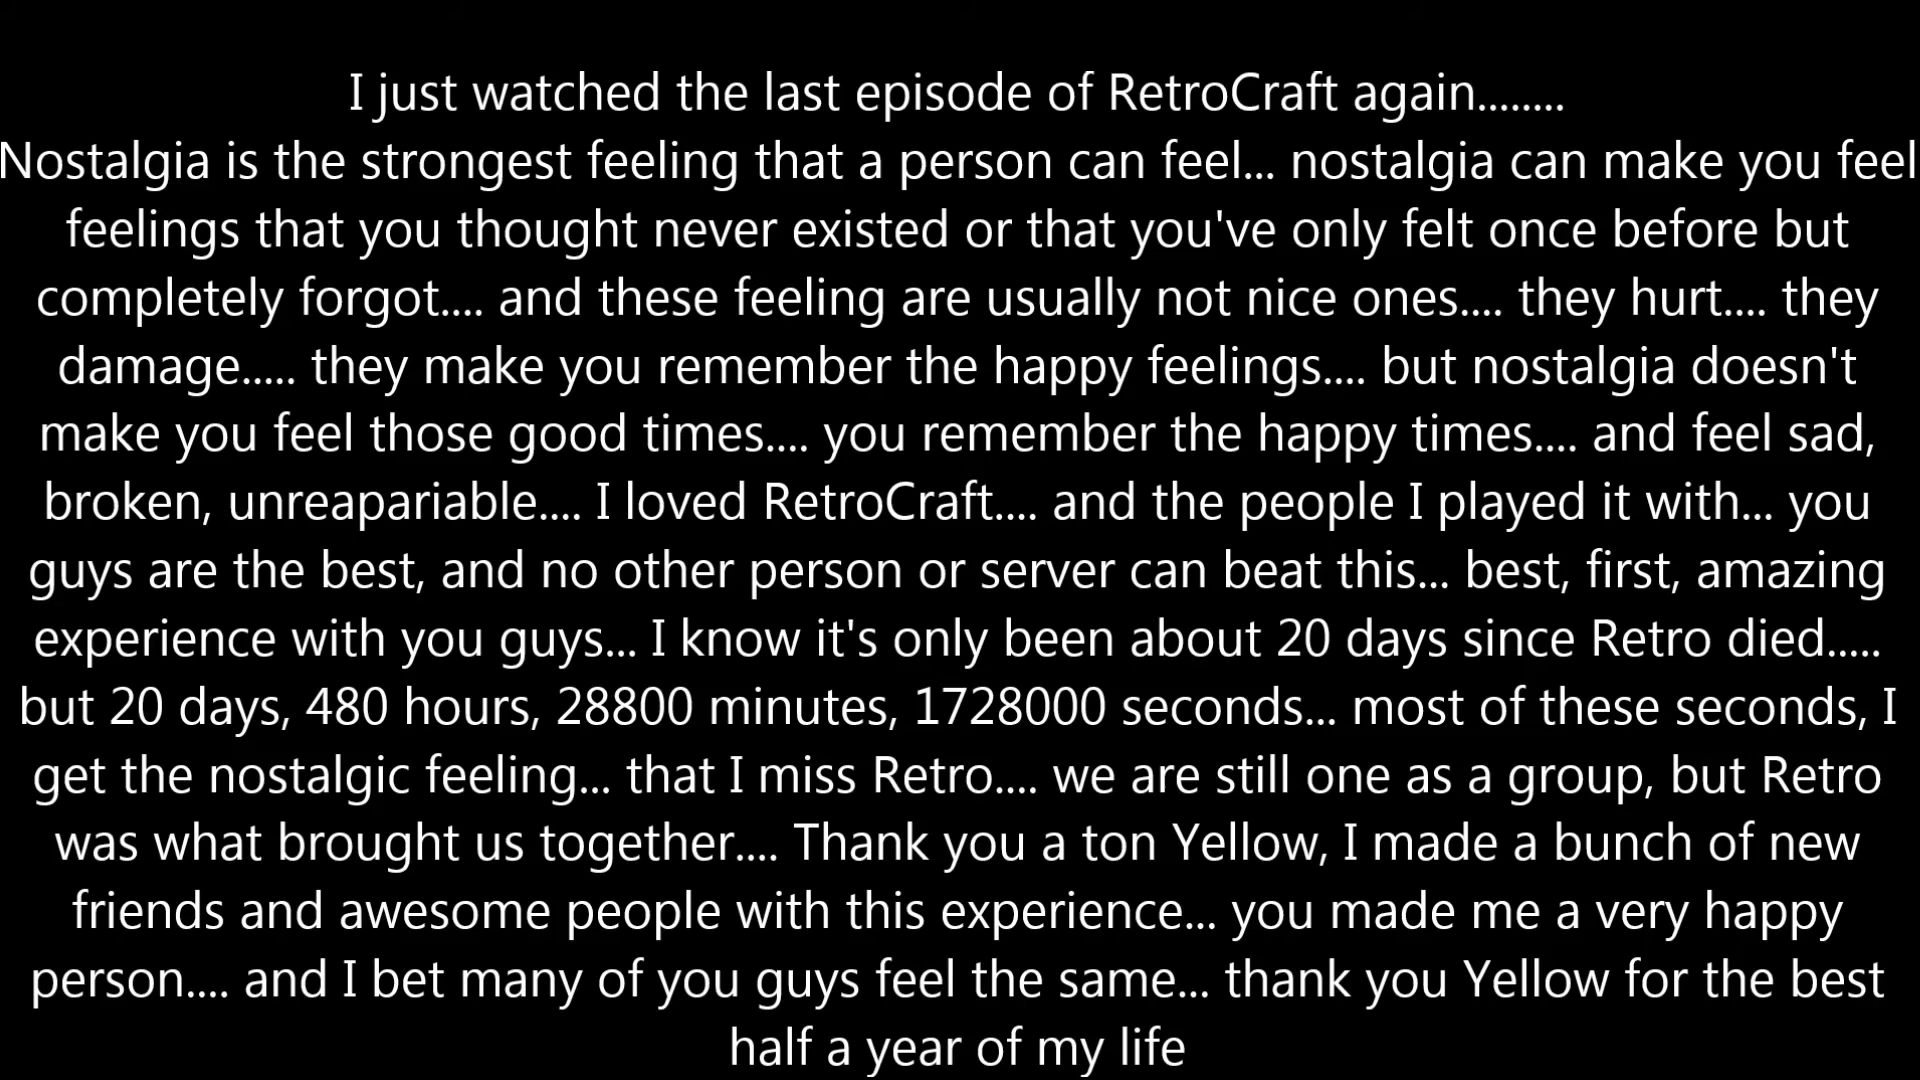 I just watched the last episode of RetroCraft again........
Nostalgia is the strongest feeling that a person can feel... nostalgia can make you feel
feelings that you thought never existed or that you've only felt once before but
completely forgot.... and these feeling are usually not nice ones.... they hurt.... they
damage..... they make you remember the happy feelings.... but nostalgia doesn't
make you feel those good times.... you remember the happy times.... and feel sad,
broken, unreapariable.... I loved RetroCraft.... and the people I played it with... you
guys are the best, and no other person or server can beat this... best, first, amazing
experience with you guys... I know it's only been about 20 days since Retro died.....
but 20 days, 480 hours, 28800 minutes, 1728000 seconds... most of these seconds, I
get the nostalgic feeling... that I miss Retro.... we are still one as a group, but Retro
was what brought us together.... Thank you a ton Yellow, I made a bunch of new
friends and awesome people with this experience... you made me a very happy
person.... and I bet many of you guys feel the same... thank you Yellow for the best
half a year of my life